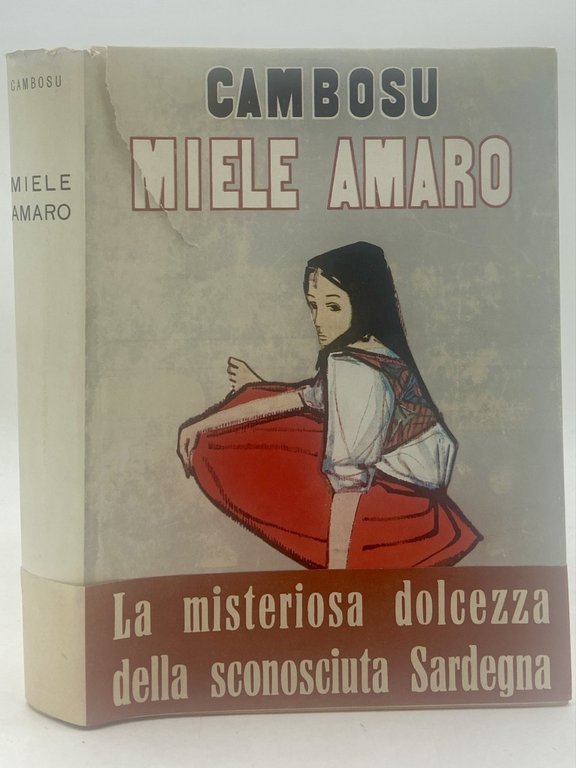 CAMBOSU
MIELE
AMARO
CAMBOSU
MIELE AMARO
La misteriosa dolcezza
della sconosciuta Sardegna